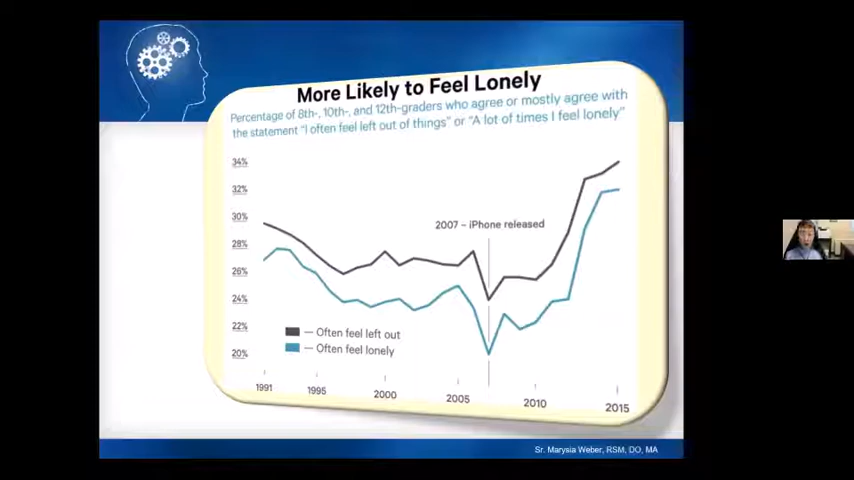 More Likely to Feel Lonely
Percentage of 8th-, 10th-, and 12th-graders who agree or mostly agree with
the statement "I often feel left out of things" or "A lot of times I feel lonely"
34%
32%
30%
28%
26%
24%
22%
20%
2007 – iPhone released
— Often feel left out
— Often feel lonely
1991 1995 2000 2005 2010 2015
Sr. Marysia Weber, RSM, DO, MA